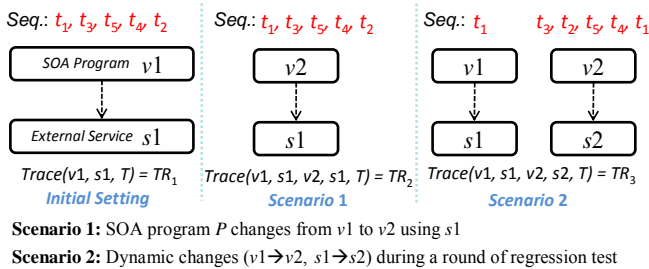 Seq.: t1, t3, t5, t4, t2
Seq.: t1, t3, t5, t4, t2
Seq.: t1
t3, t2, t5, t4, t1
SOA Program v1
v2
v1
v2
External Service s1
s1
s1
s2
Trace(v1, s1, T) = TR1
Trace(v1, s1, v2, s1, T) = TR2
Trace(v1, s1, v2, s2, T) = TR3
Initial Setting
Scenario 1
Scenario 2
Scenario 1: SOA program P changes from v1 to v2 using s1
Scenario 2: Dynamic changes (v1→v2, s1→s2) during a round of regression test